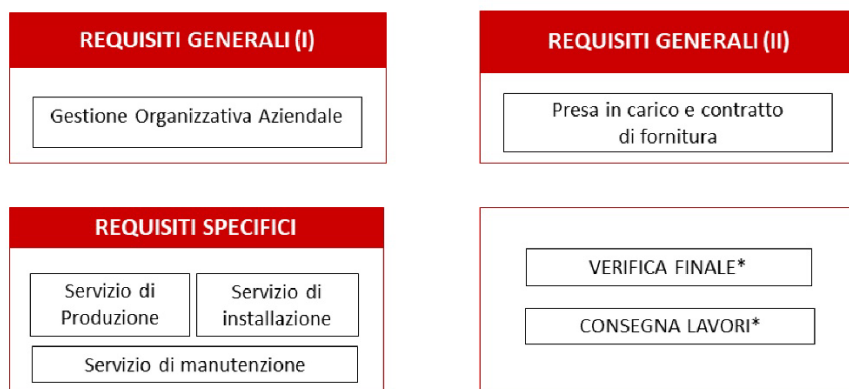 REQUISITI GENERALI (I)
Gestione Organizzativa Aziendale
REQUISITI GENERALI (II)
Presa in carico e contratto
di fornitura
REQUISITI SPECIFICI
Servizio di
Produzione
Servizio di
installazione
Servizio di manutenzione
VERIFICA FINALE*
CONSEGNA LAVORI*